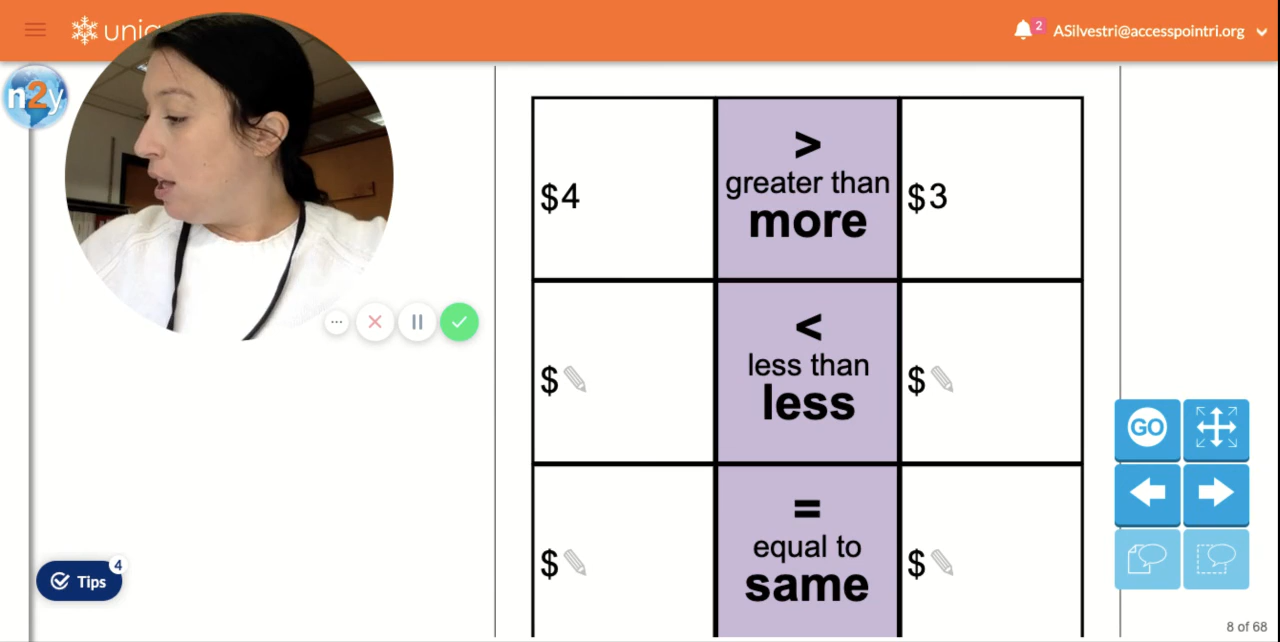 uniq
2
ASilvestri@accesspointri.org
n2y
>
greater than
more
$4
$3
<
less than
less
$
$
=
equal to
same
$
$
GO
Tips
4
8 of 68